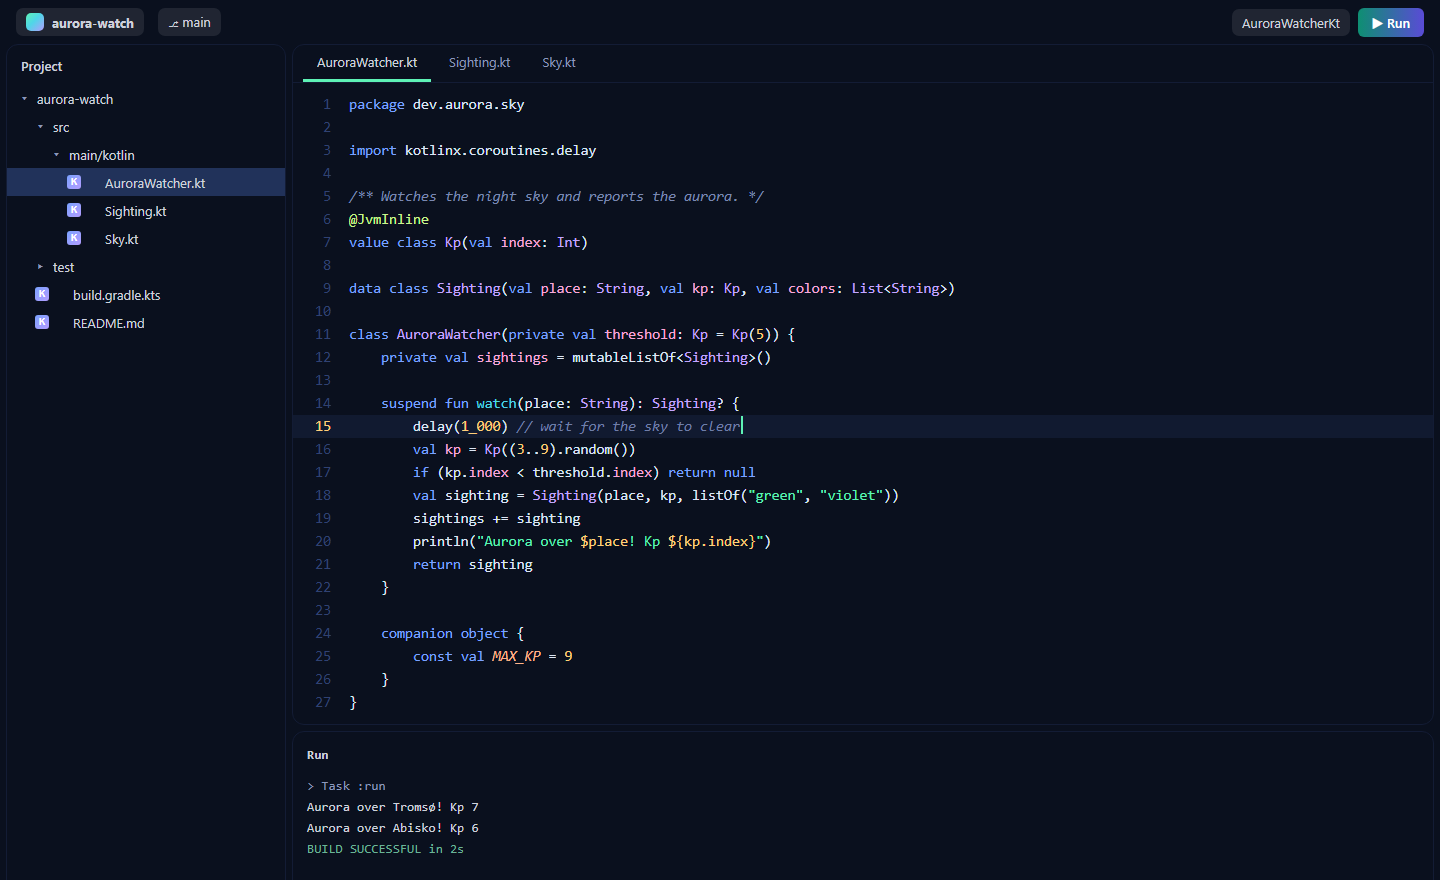 aurora-watch
main
AuroraWatcherKt
Run
Project
aurora-watch
src
main/kotlin
K AuroraWatcher.kt
K Sighting.kt
K Sky.kt
test
K build.gradle.kts
K README.md
AuroraWatcher.kt Sighting.kt Sky.kt
1 package dev.aurora.sky
2
3 import kotlinx.coroutines.delay
4
5 /** Watches the night sky and reports the aurora. */
6 @JvmInline
7 value class Kp(val index: Int)
8
9 data class Sighting(val place: String, val kp: Kp, val colors: List<String>)
10
11 class AuroraWatcher(private val threshold: Kp = Kp(5)) {
12     private val sightings = mutableListOf<Sighting>()
13
14     suspend fun watch(place: String): Sighting? {
15         delay(1_000) // wait for the sky to clear
16         val kp = Kp((3..9).random())
17         if (kp.index < threshold.index) return null
18         val sighting = Sighting(place, kp, listOf("green", "violet"))
19         sightings += sighting
20         println("Aurora over $place! Kp ${kp.index}")
21         return sighting
22     }
23
24     companion object {
25         const val MAX_KP = 9
26     }
27 }
Run
> Task :run
Aurora over Tromsø! Kp 7
Aurora over Abisko! Kp 6
BUILD SUCCESSFUL in 2s